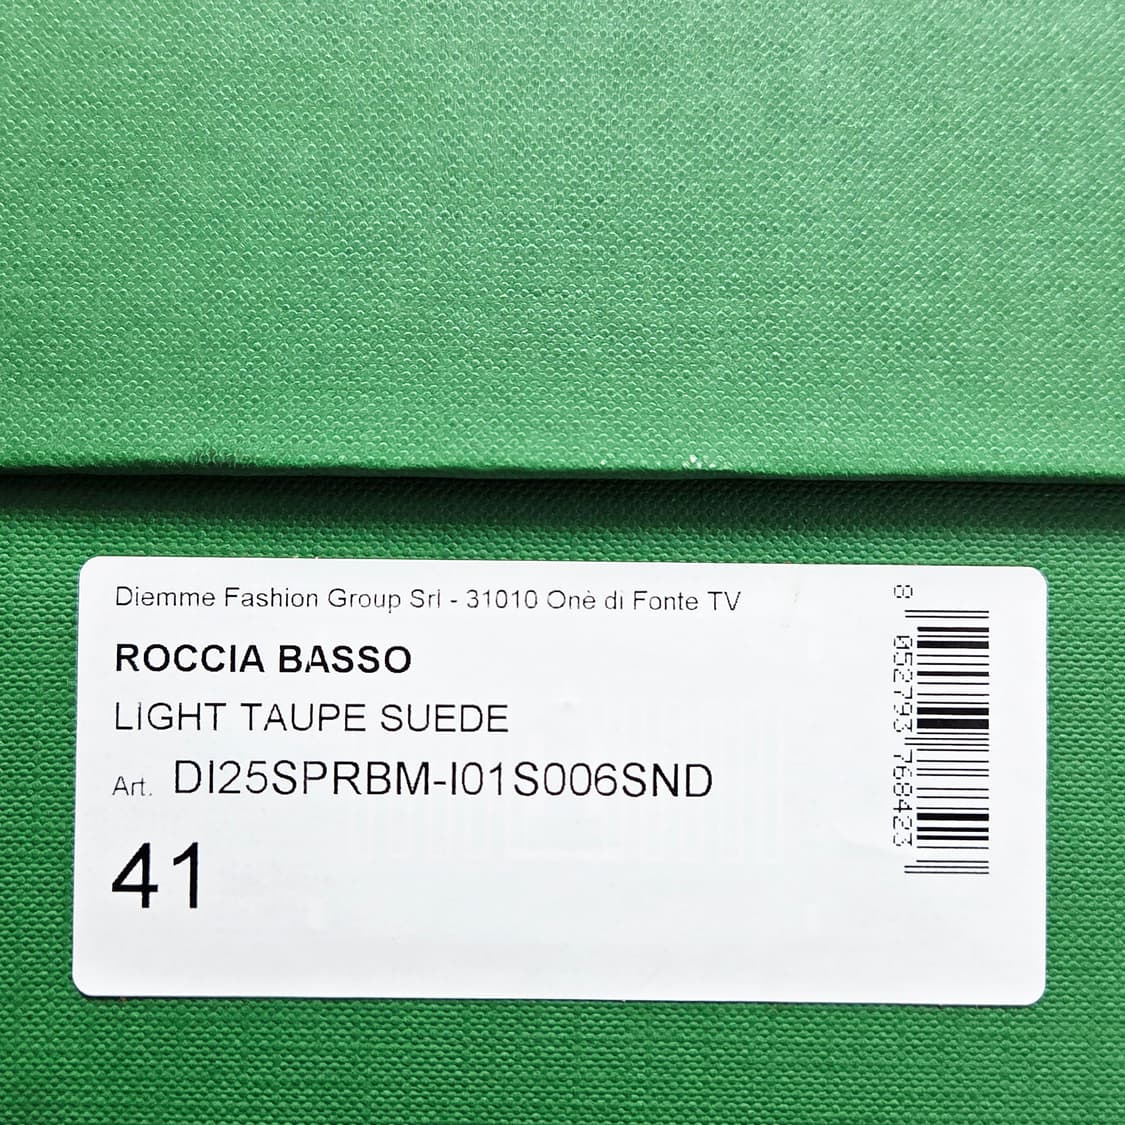 Diemme Fashion Group Srl - 31010 Onè di Fonte TV
ROCCIA BASSO
LIGHT TAUPE SUEDE
Art. DI25SPRBM-I01S006SND
41
8 052793 768423